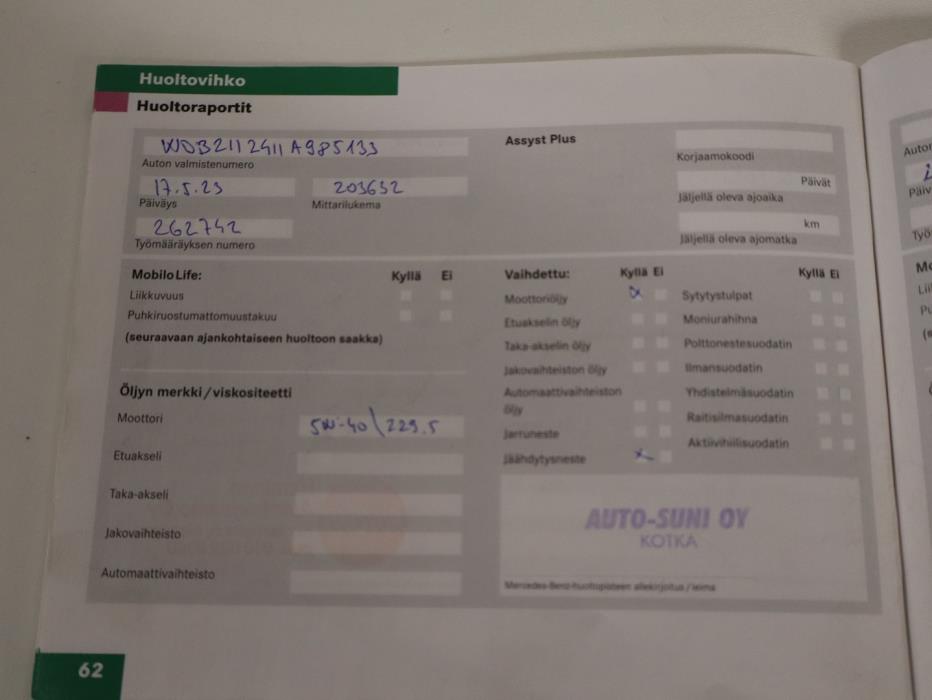 Huoltovihko
Huoltoraportit
WDB2112411A985133
Auton valmistenumero
17.5.23 203632
Päiväys Mittarilukema
262742
Työmääräyksen numero
Assyst Plus
Korjaamokoodi
Päivät
Jäljellä oleva ajoaika
km
Jäljellä oleva ajomatka
MobiloLife: Kyllä Ei
Liikkuvuus
Puhkiruostumattomuustakuu
(seuraavaan ajankohtaiseen huoltoon saakka)
Öljyn merkki/viskositeetti
Moottori 5W-40/229.5
Etuakseli
Taka-akseli
Jakovaihteisto
Automaattivaihteisto
Vaihdettu: Kyllä Ei Kyllä Ei
Moottoriöljy x Sytytystulpat
Etuakselin öljy Moniurahihna
Taka-akselin öljy Polttonestesuodatin
Jakovaihteiston öljy Ilmansuodatin
Automaattivaihteiston Yhdistelmäsuodatin
öljy
Raitisilmasuodatin
Jarruneste Aktiivihiilisuodatin
Jäähdytysneste x
AUTO-SUNI OY
KOTKA
Mercedes-Benz-huoltopisteen allekirjoitus/leima
62